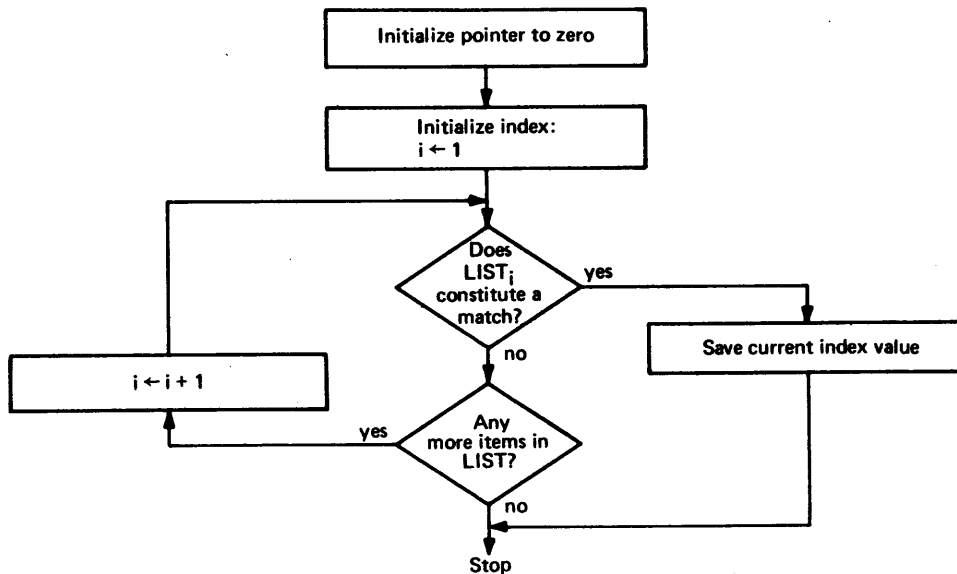 Initialize pointer to zero
Initialize index:
i ← 1
Does
LISTi
constitute a
match?
yes
no
Save current index value
i ← i + 1
Any
more items in
LIST?
yes
no
Stop